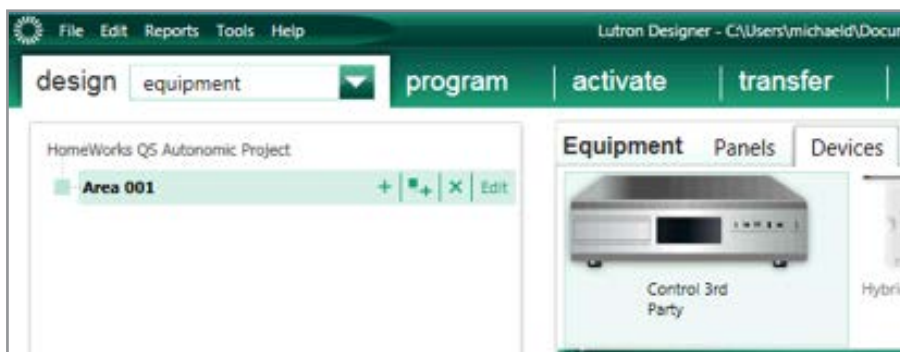 File Edit Reports Tools Help
Lutron Designer - C:\Users\michaeld\Docu
design equipment program activate transfer
HomeWorks QS Autonomic Project
Area 001 + + × Edit
Equipment Panels Devices
Control 3rd
Party
Hybri